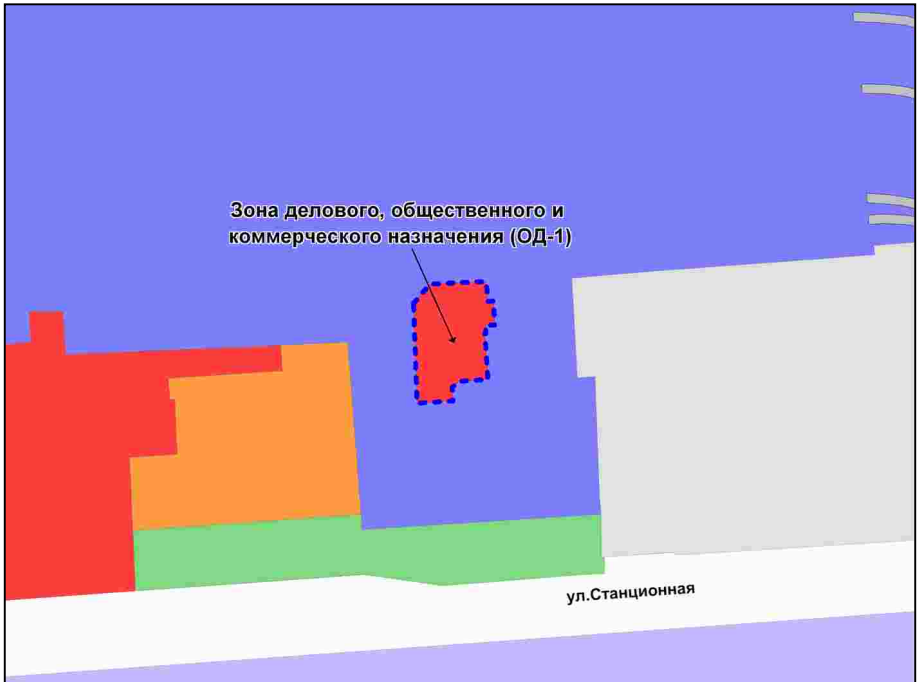 Зона делового, общественного и
коммерческого назначения (ОД-1)
ул.Станционная